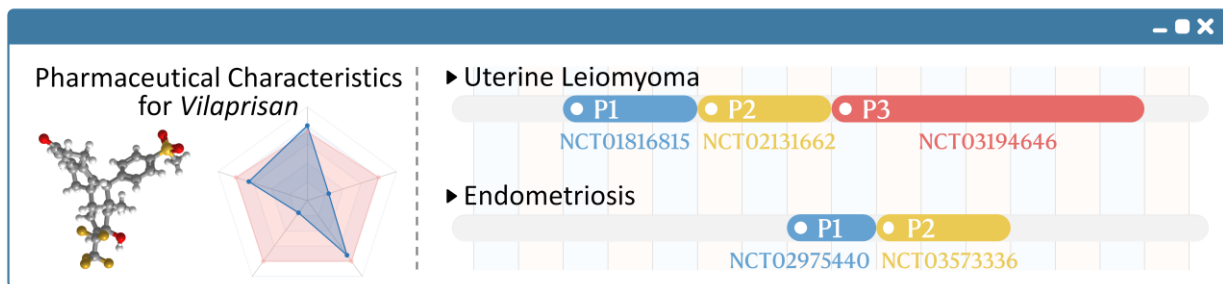 Pharmaceutical Characteristics
for Vilaprisan
Uterine Leiomyoma
P1 P2 P3
NCT01816815 NCT02131662 NCT03194646
Endometriosis
P1 P2
NCT02975440 NCT03573336